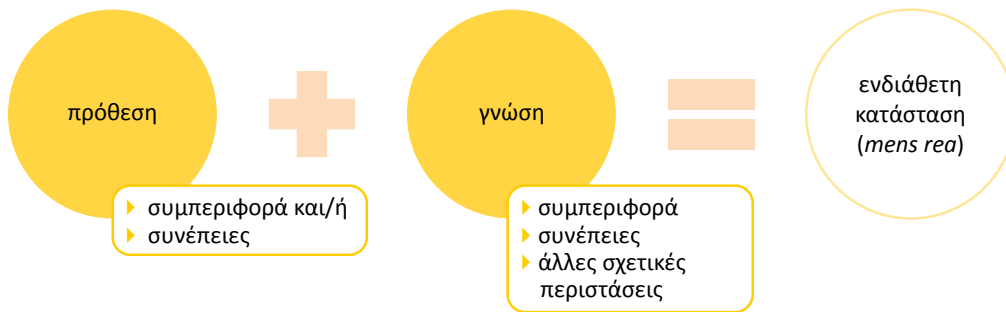 πρόθεση
συμπεριφορά και/ή
συνέπειες
γνώση
συμπεριφορά
συνέπειες
άλλες σχετικές
περιστάσεις
ενδιάθετη
κατάσταση
(mens rea)